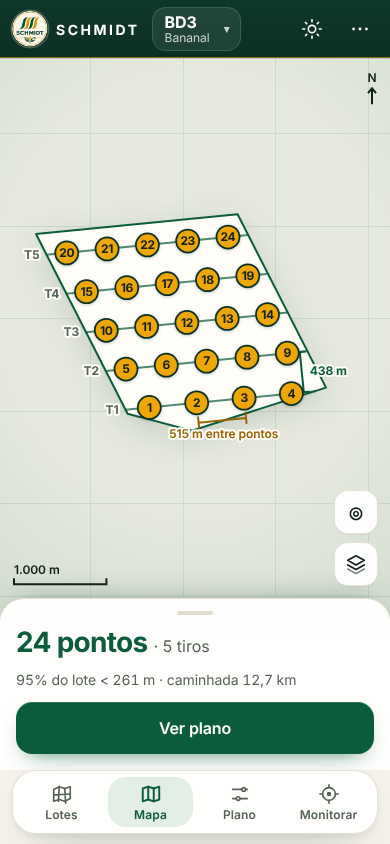 SCHMIDT
SCHMIDT
BD3
Bananal
N
T5 20 21 22 23 24
T4 15 16 17 18 19
T3 10 11 12 13 14
T2 5 6 7 8 9
438 m
T1 1 2 3 4
515 m entre pontos
1.000 m
24 pontos · 5 tiros
95% do lote < 261 m · caminhada 12,7 km
Ver plano
Lotes Mapa Plano Monitorar